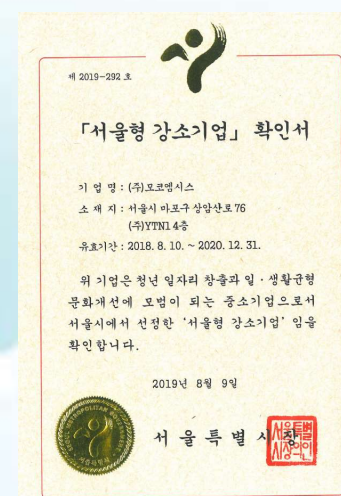 제 2019-292 호
「서울형 강소기업」 확인서
기 업 명 : (주)모코엠시스
소 재 지 : 서울시 마포구 상암산로 76
(주)YTN1 4층
유효기간 : 2018. 8. 10. ~ 2020. 12. 31.
위 기업은 청년 일자리 창출과 일 · 생활균형
문화개선에 모범이 되는 중소기업으로서
서울시에서 선정한 ‘서울형 강소기업’ 임을
확인합니다.
2019년 8월 9일
서울특별시장